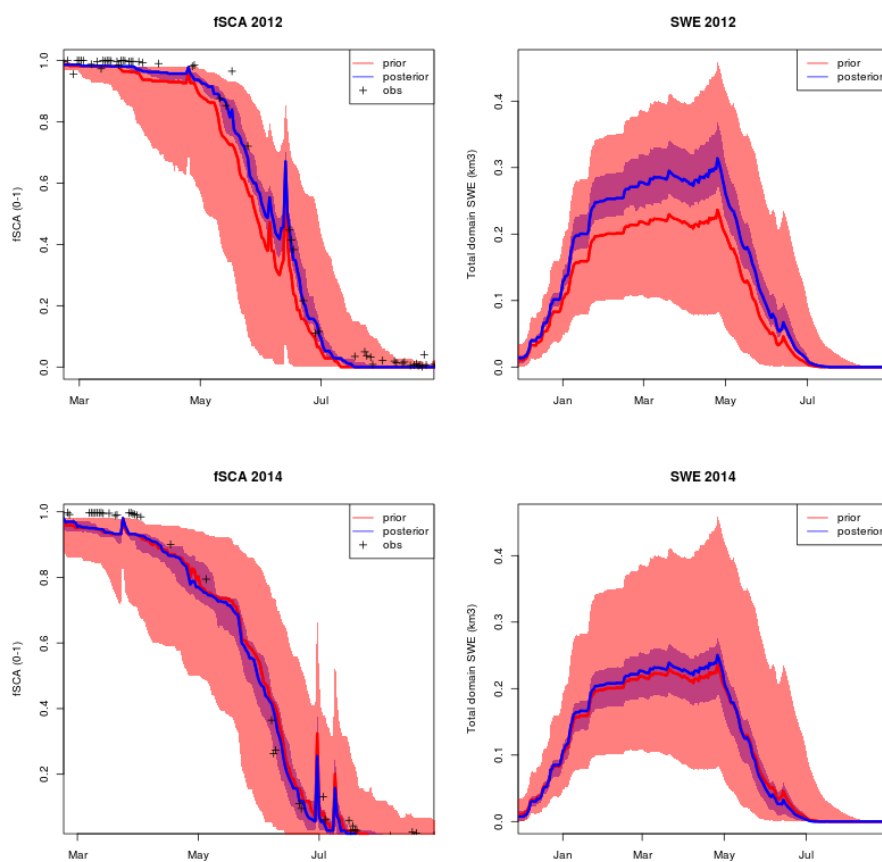 fSCA 2012
fSCA (0-1)
0.0 0.2 0.4 0.6 0.8 1.0
Mar May Jul
prior
posterior
obs
SWE 2012
Total domain SWE (km3)
0.0 0.1 0.2 0.3 0.4
Jan Mar May Jul
prior
posterior
fSCA 2014
fSCA (0-1)
0.2 0.4 0.6 0.8 1.0
Mar May Jul
prior
posterior
obs
SWE 2014
Total domain SWE (km3)
0.0 0.1 0.2 0.3 0.4
Jan Mar May Jul
prior
posterior